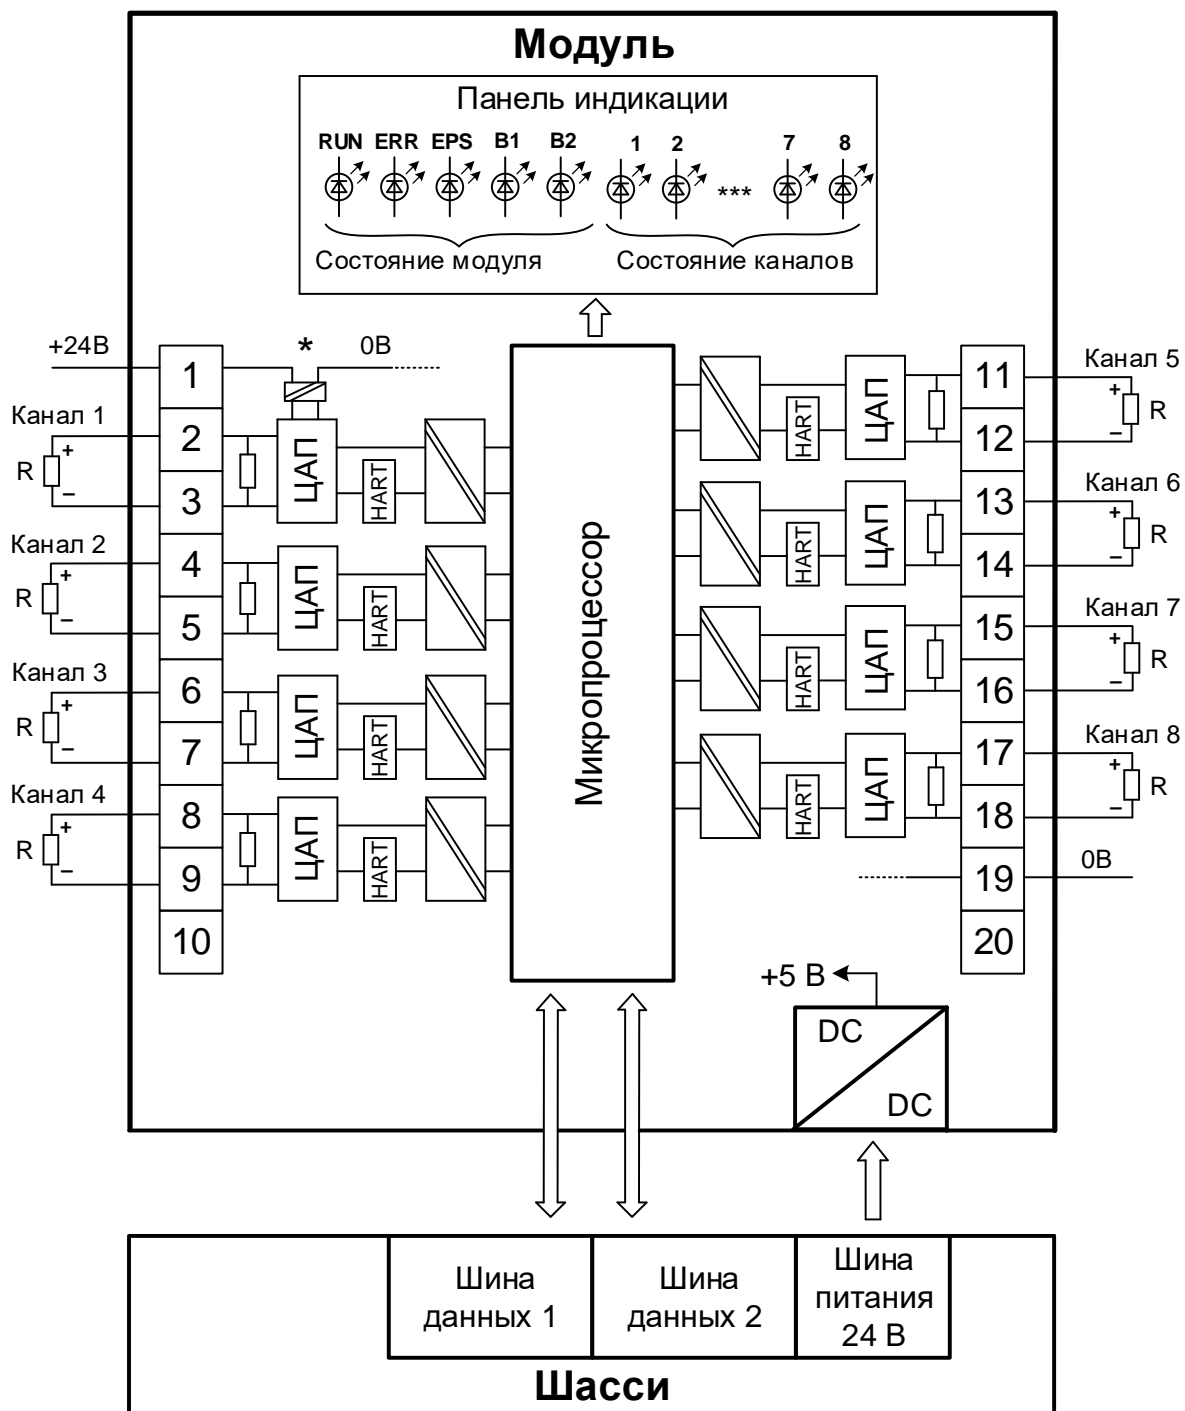 Модуль
Панель индикации
RUN ERR EPS B1 B2 1 2 7 8
***
Состояние модуля Состояние каналов
+24В * 0В
Канал 1
R + −
Канал 2
R + −
Канал 3
R + −
Канал 4
R + −
1
2
3
4
5
6
7
8
9
10
ЦАП HART
ЦАП HART
ЦАП HART
ЦАП HART
Микропроцессор
HART ЦАП
HART ЦАП
HART ЦАП
HART ЦАП
11
12
13
14
15
16
17
18
19
20
Канал 5
+ − R
Канал 6
+ − R
Канал 7
+ − R
Канал 8
+ − R
0В
+5 В
DC
DC
Шина
данных 1
Шина
данных 2
Шина
питания
24 В
Шасси